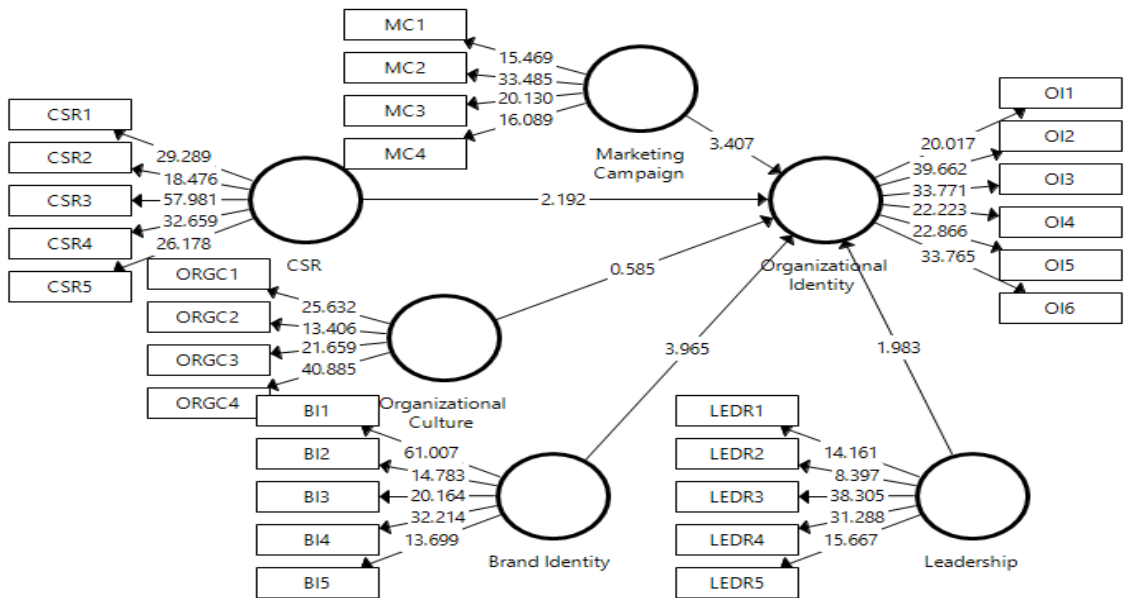 MC1
MC2
MC3
MC4
15.469
33.485
20.130
16.089
Marketing
Campaign
3.407
CSR1
CSR2
CSR3
CSR4
CSR5
29.289
18.476
57.981
32.659
26.178
CSR
2.192
OI1
OI2
OI3
OI4
OI5
OI6
20.017
39.662
33.771
22.223
22.866
33.765
Organizational
Identity
ORGC1
ORGC2
ORGC3
ORGC4
25.632
13.406
21.659
40.885
Organizational
Culture
0.585
BI1
BI2
BI3
BI4
BI5
61.007
14.783
20.164
32.214
13.699
Brand Identity
3.965
LEDR1
LEDR2
LEDR3
LEDR4
LEDR5
14.161
8.397
38.305
31.288
15.667
Leadership
1.983